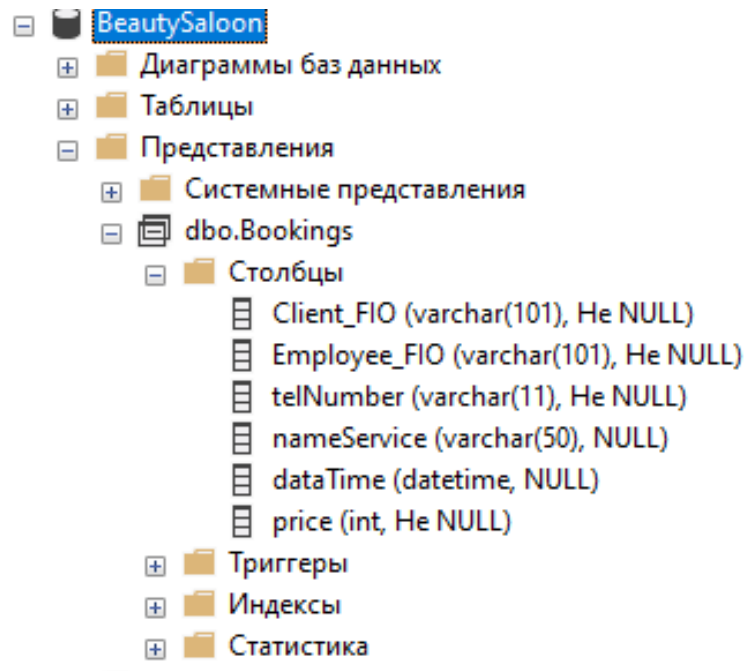 BeautySaloon
Диаграммы баз данных
Таблицы
Представления
Системные представления
dbo.Bookings
Столбцы
Client_FIO (varchar(101), Не NULL)
Employee_FIO (varchar(101), Не NULL)
telNumber (varchar(11), Не NULL)
nameService (varchar(50), NULL)
dataTime (datetime, NULL)
price (int, Не NULL)
Триггеры
Индексы
Статистика